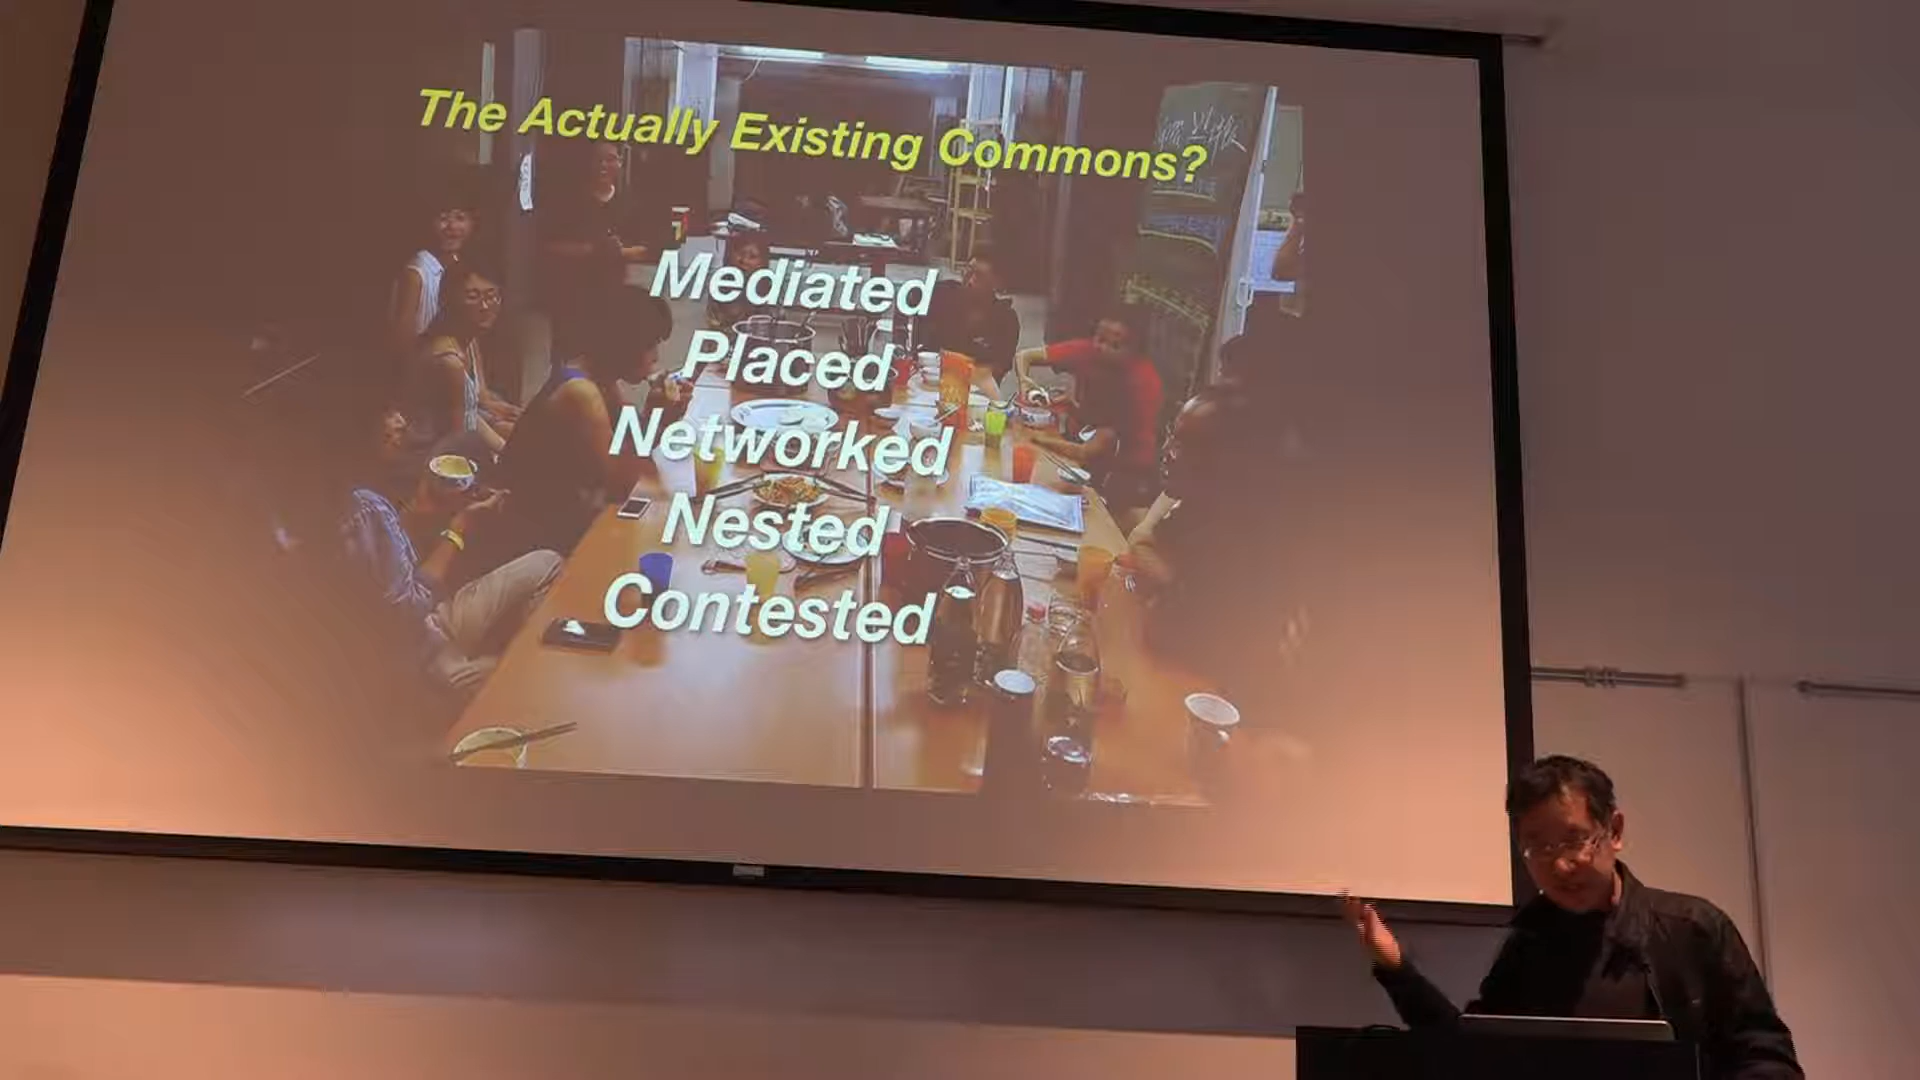 The Actually Existing Commons?
Mediated
Placed
Networked
Nested
Contested